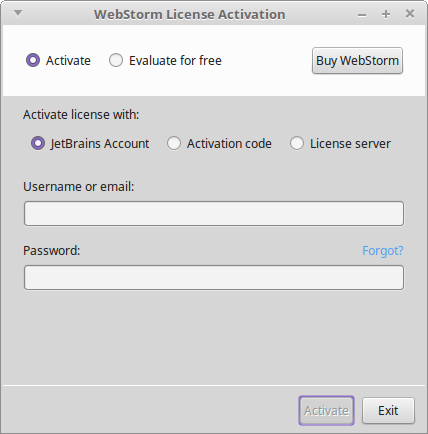 WebStorm License Activation
Activate Evaluate for free Buy WebStorm
Activate license with:
JetBrains Account Activation code License server
Username or email:
Password: Forgot?
Activate Exit